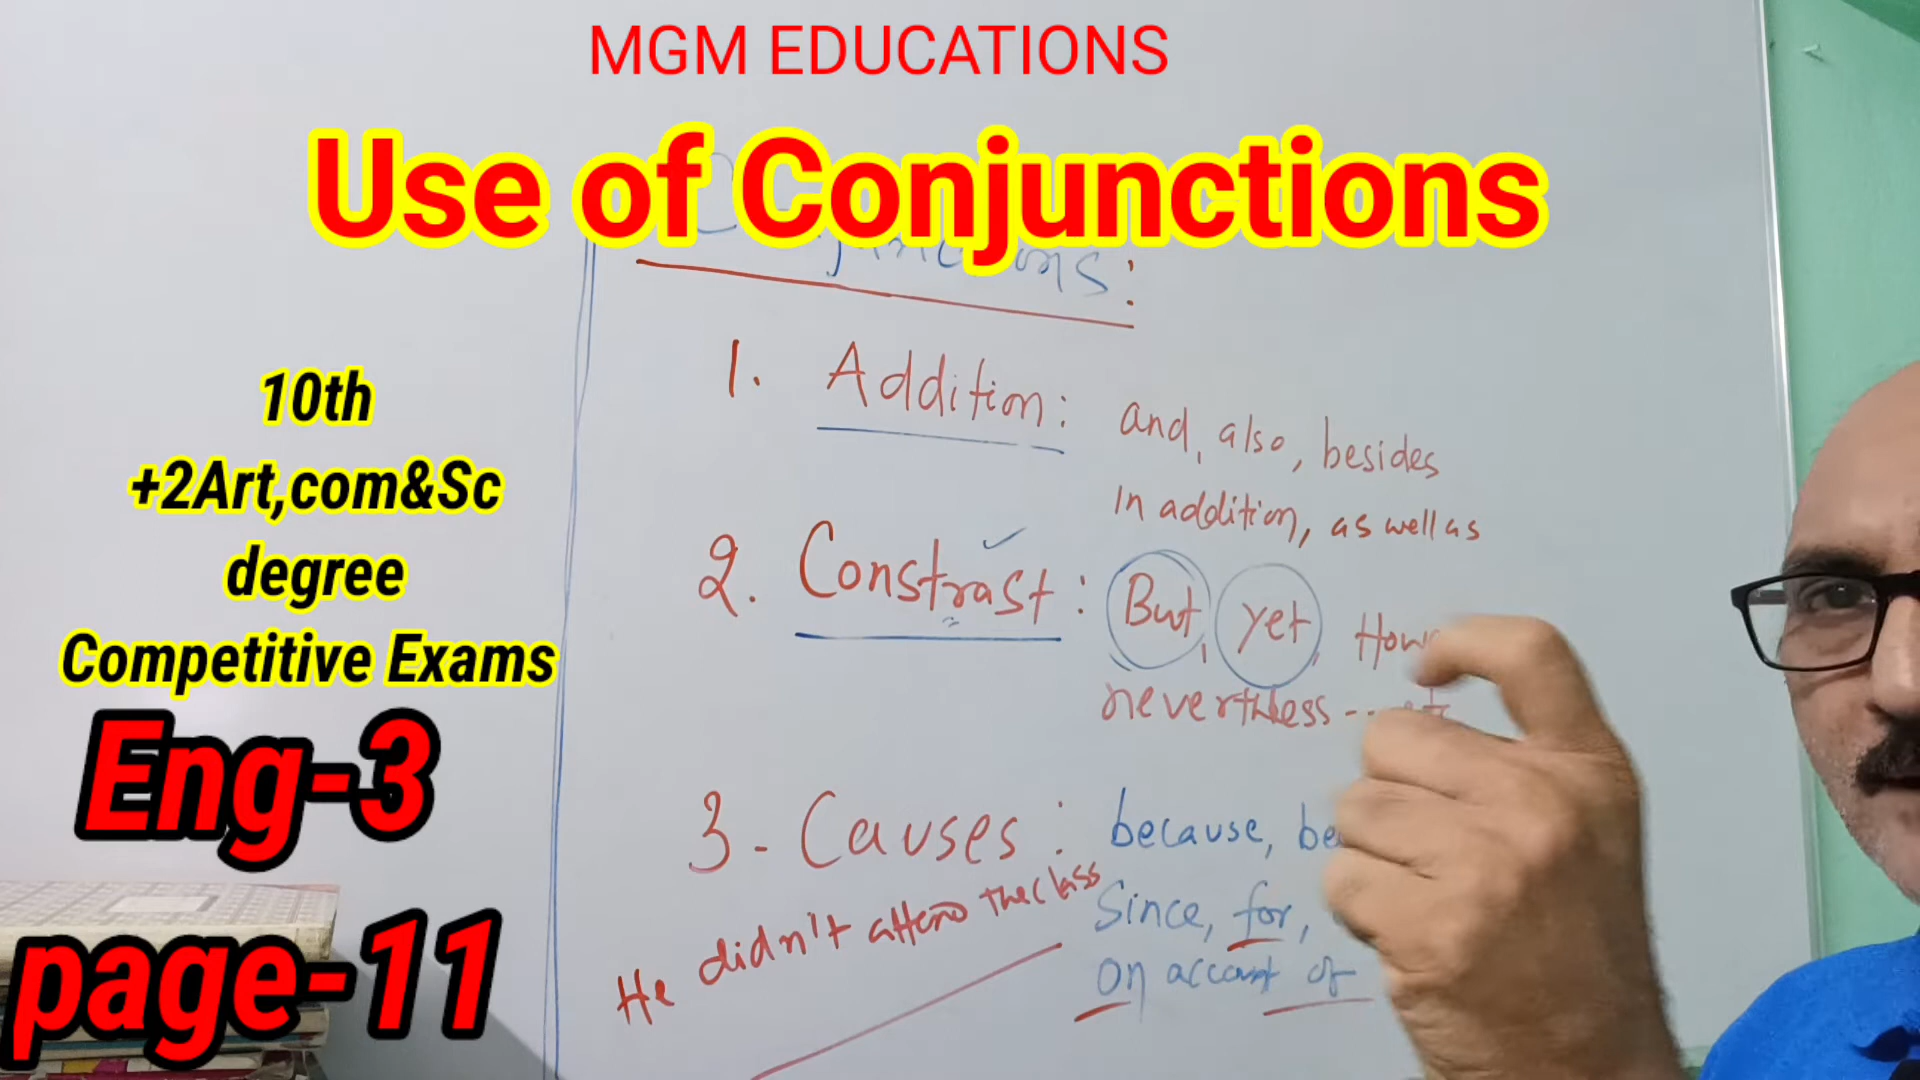 MGM EDUCATIONS
Use of Conjunctions
10th
+2Art,com&Sc
degree
Competitive Exams
Eng-3
page-11
1. Addition: and, also, besides
In addition, as well as
2. Constrast: But, yet,
nevertheless
3 - Causes: because,
Since, for,
on account of
He didn't attend the class